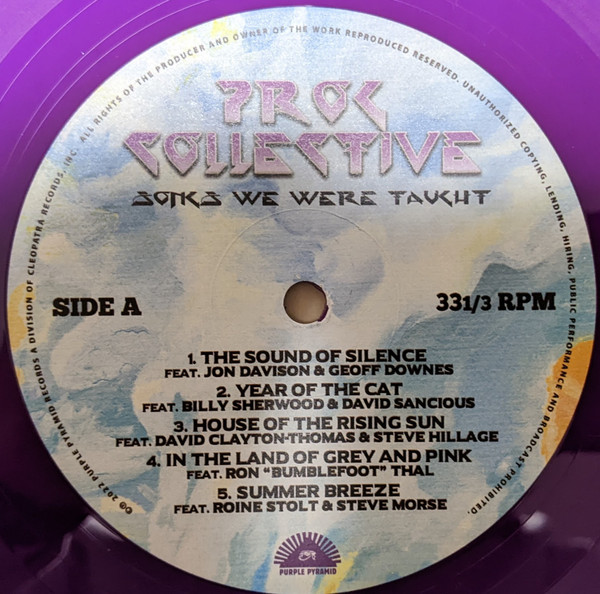 PROG
COLLECTIVE
SONGS WE WERE TAUGHT
SIDE A
33 1/3 RPM
1. THE SOUND OF SILENCE
FEAT. JON DAVISON & GEOFF DOWNES
2. YEAR OF THE CAT
FEAT. BILLY SHERWOOD & DAVID SANCIOUS
3. HOUSE OF THE RISING SUN
FEAT. DAVID CLAYTON-THOMAS & STEVE HILLAGE
4. IN THE LAND OF GREY AND PINK
FEAT. RON "BUMBLEFOOT" THAL
5. SUMMER BREEZE
FEAT. ROINE STOLT & STEVE MORSE
PURPLE PYRAMID
©℗ 2022 PURPLE PYRAMID RECORDS A DIVISION OF CLEOPATRA RECORDS, INC. ALL RIGHTS OF THE PRODUCER AND OWNER OF THE WORK REPRODUCED RESERVED. UNAUTHORIZED COPYING, LENDING, HIRING, PUBLIC PERFORMANCE AND BROADCAST PROHIBITED.